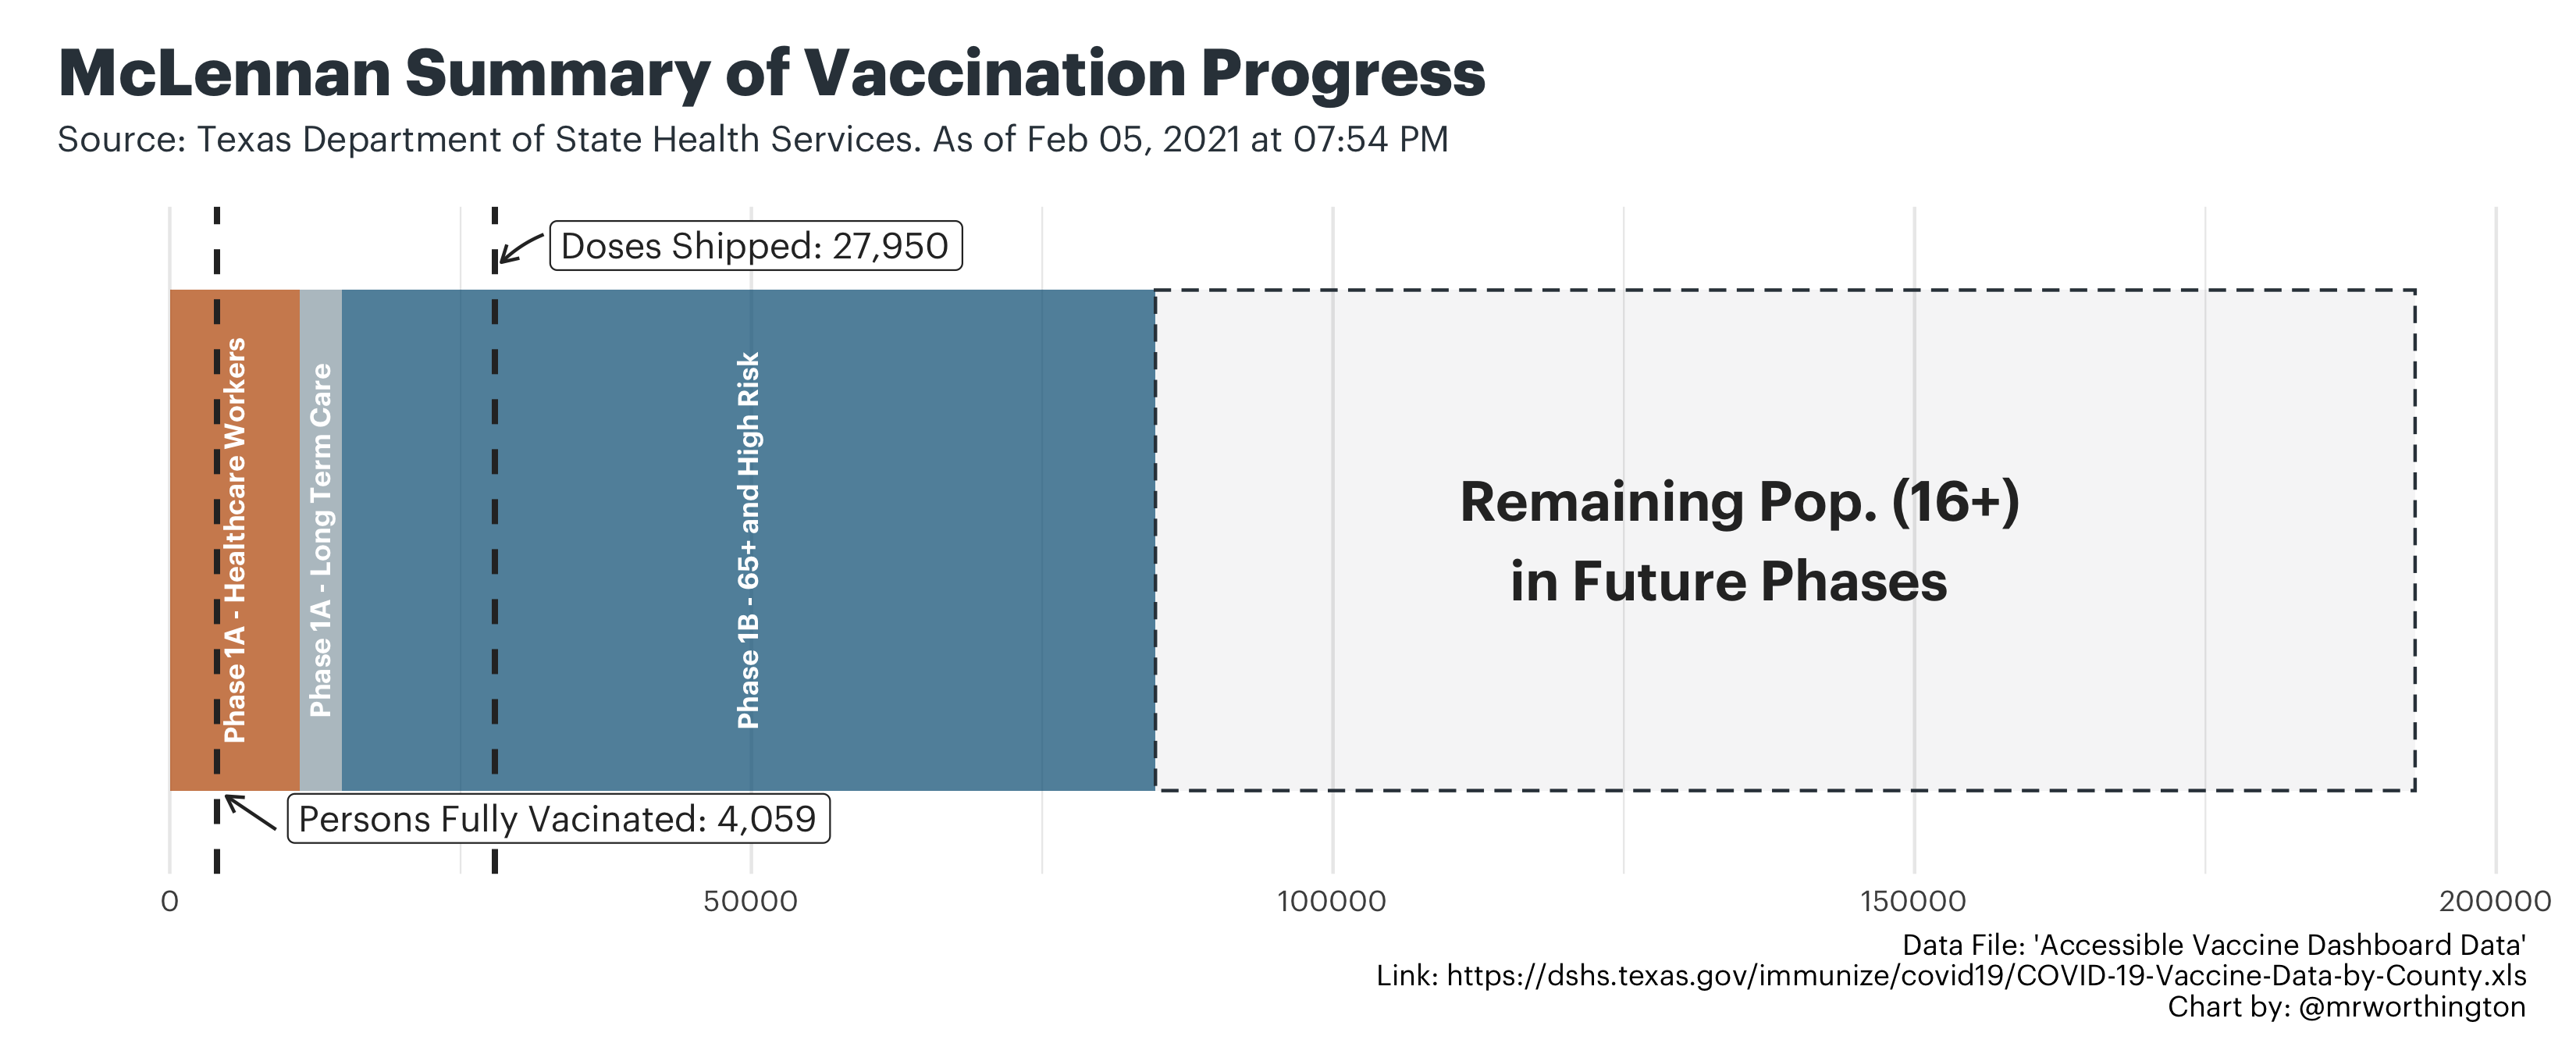 McLennan Summary of Vaccination Progress
Source: Texas Department of State Health Services. As of Feb 05, 2021 at 07:54 PM
Doses Shipped: 27,950
Phase 1A - Healthcare Workers
Phase 1A - Long Term Care
Phase 1B - 65+ and High Risk
Remaining Pop. (16+)
in Future Phases
Persons Fully Vacinated: 4,059
0 50000 100000 150000 200000
Data File: 'Accessible Vaccine Dashboard Data'
Link: https://dshs.texas.gov/immunize/covid19/COVID-19-Vaccine-Data-by-County.xls
Chart by: @mrworthington